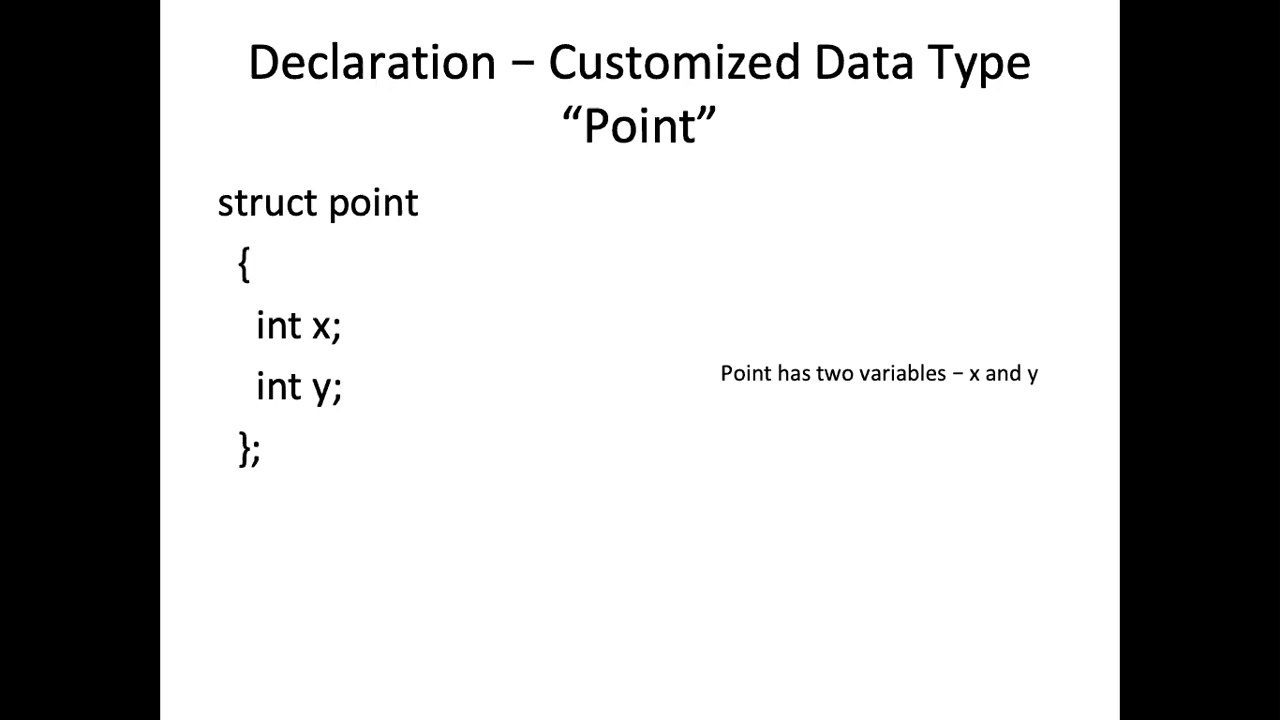 Declaration – Customized Data Type
“Point”
struct point
{
int x;
int y;
Point has two variables – x and y
};